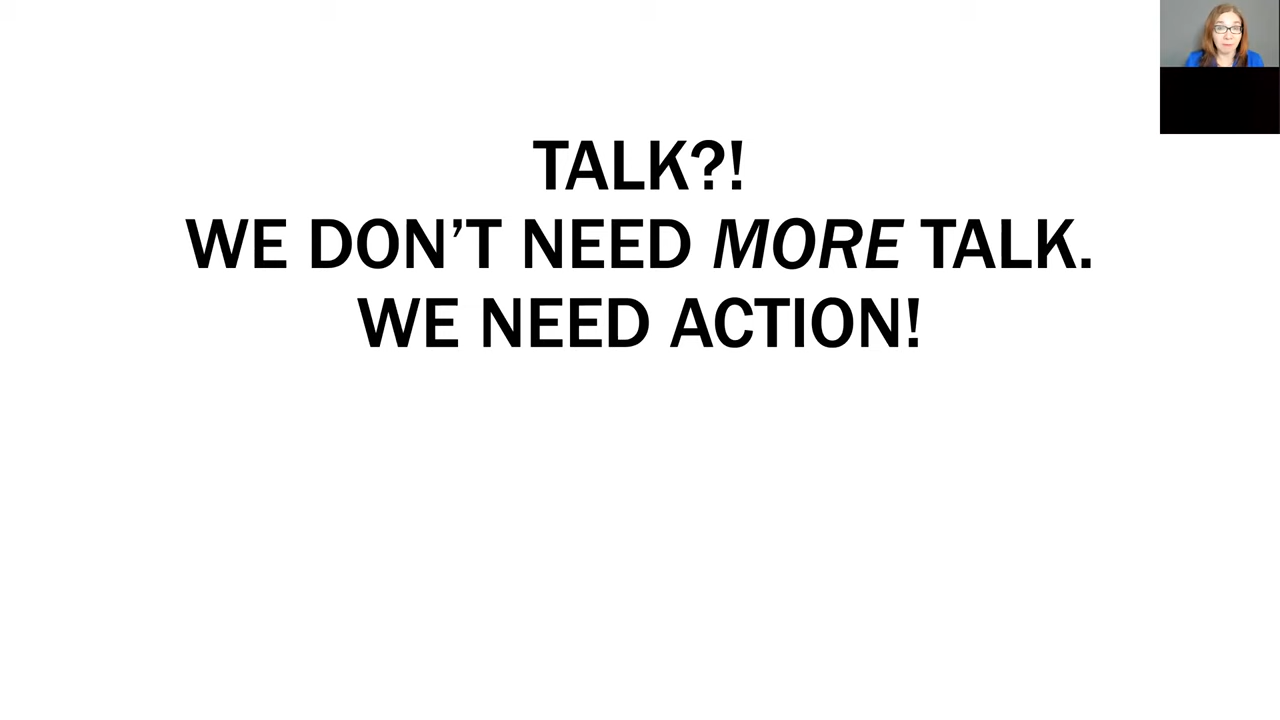 TALK?!
WE DON’T NEED MORE TALK.
WE NEED ACTION!